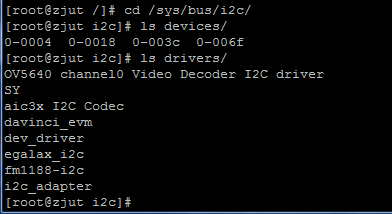 [root@zjut /]# cd /sys/bus/i2c/
[root@zjut i2c]# ls devices/
0-0004  0-0018  0-003c  0-006f
[root@zjut i2c]# ls drivers/
OV5640 channel0 Video Decoder I2C driver
SY
aic3x I2C Codec
davinci_evm
dev_driver
egalax_i2c
fm1188-i2c
i2c_adapter
[root@zjut i2c]#